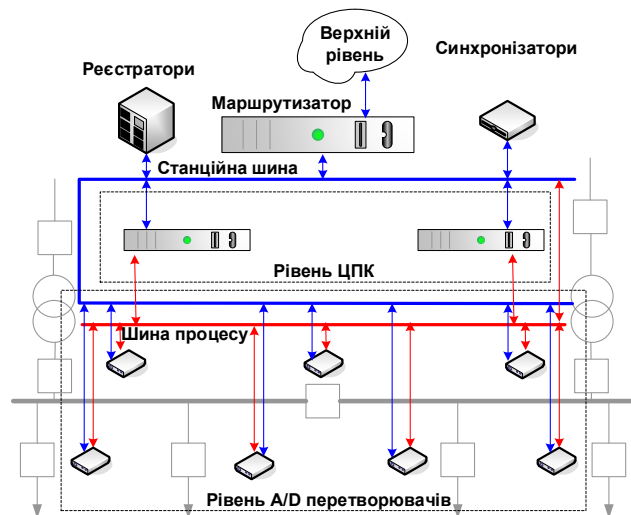 Верхній
рівень
Синхронізатори
Реєстратори
Маршрутизатор
Станційна шина
Рівень ЦПК
Шина процесу
Рівень A/D перетворювачів